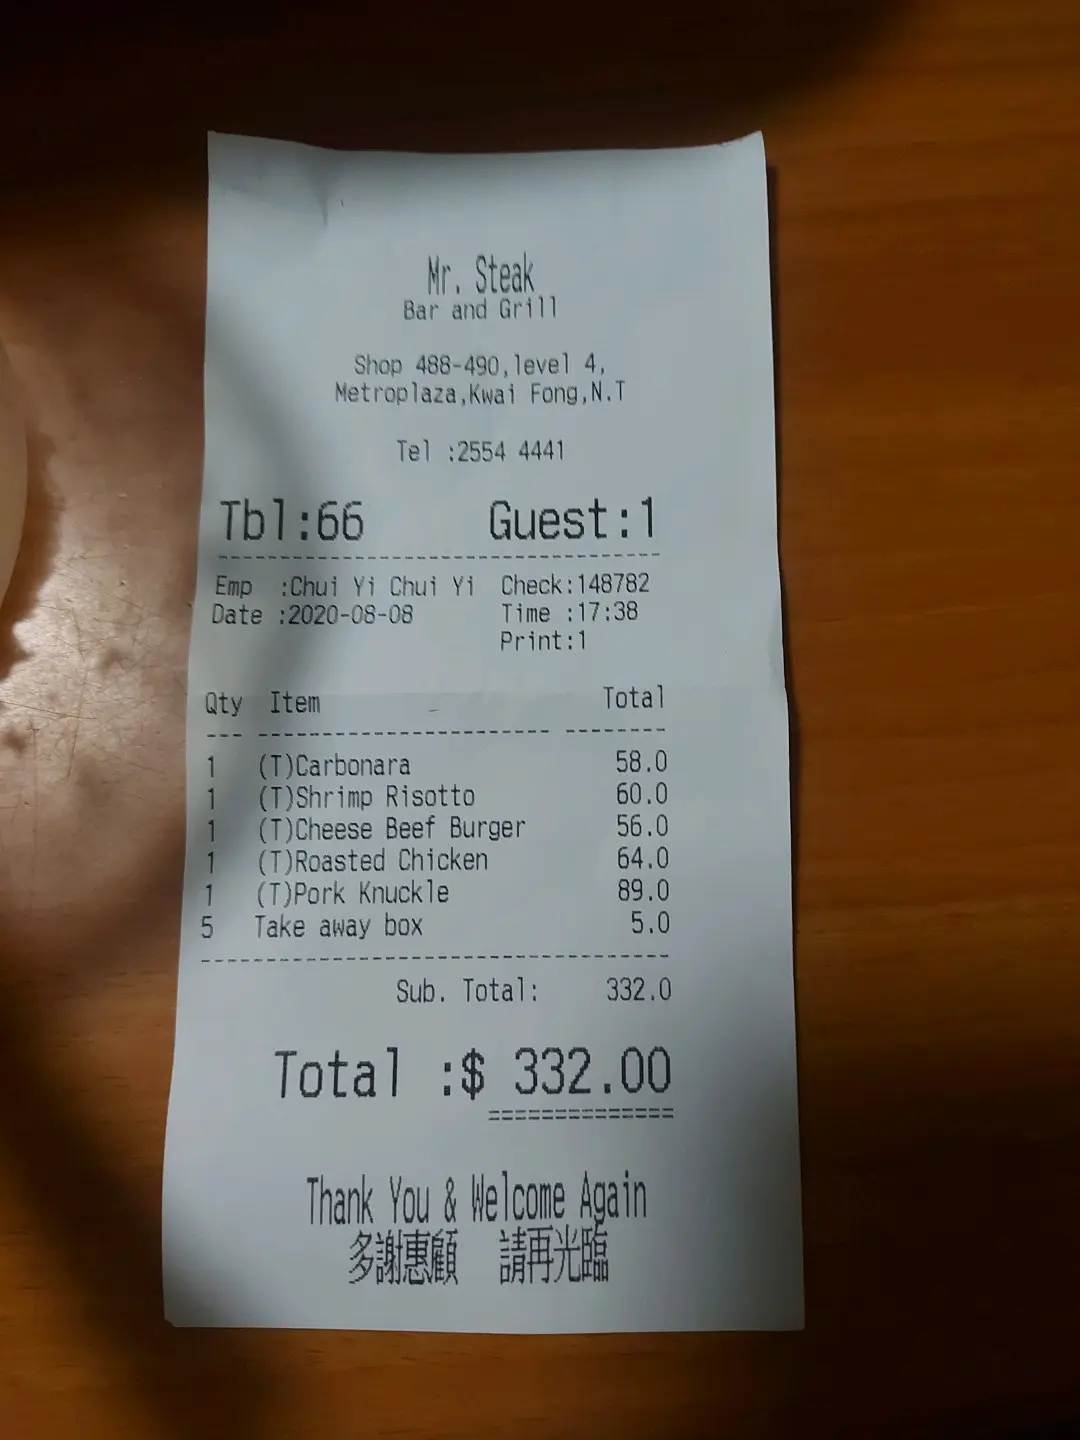 Mr. Steak
Bar and Grill
Shop 488-490,level 4,
Metroplaza,Kwai Fong,N.T
Tel :2554 4441
Tbl:66 Guest:1
Emp :Chui Yi Chui Yi Check:148782
Date :2020-08-08 Time :17:38
Print:1
Qty Item Total
1 (T)Carbonara 58.0
1 (T)Shrimp Risotto 60.0
1 (T)Cheese Beef Burger 56.0
1 (T)Roasted Chicken 64.0
1 (T)Pork Knuckle 89.0
5 Take away box 5.0
Sub. Total: 332.0
Total :$ 332.00
Thank You & Welcome Again
多謝惠顧 請再光臨